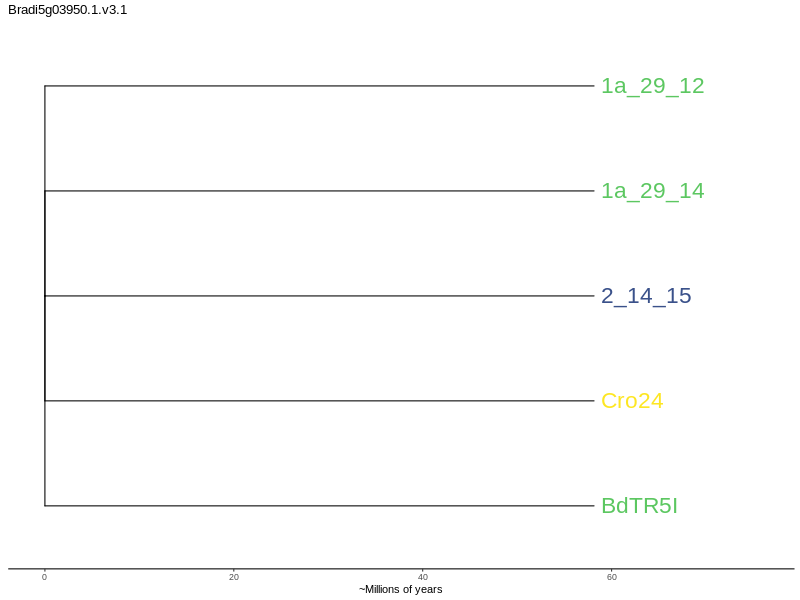 Bradi5g03950.1.v3.1
1a_29_12
1a_29_14
2_14_15
Cro24
BdTR5I
0 20 40 60
~Millions of years